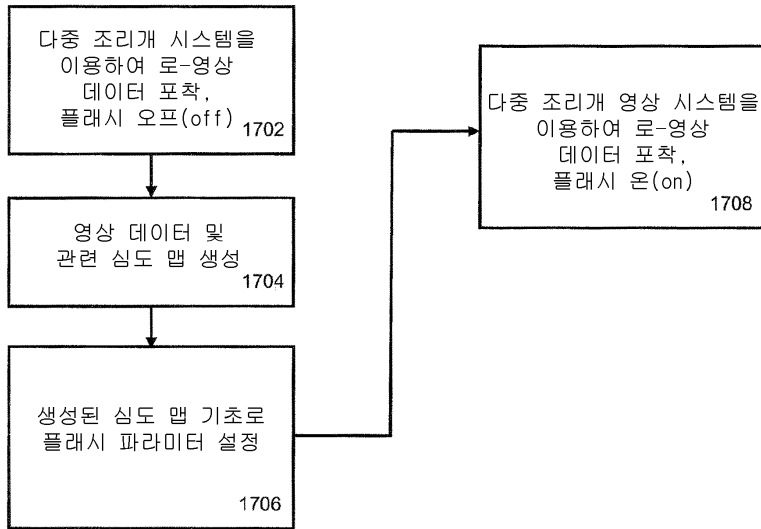 다중 조리개 시스템을
이용하여 로-영상
데이터 포착,
플래시 오프(off)
1702
영상 데이터 및
관련 심도 맵 생성
1704
생성된 심도 맵 기초로
플래시 파라미터 설정
1706
다중 조리개 영상 시스템을
이용하여 로-영상
데이터 포착,
플래시 온(on)
1708